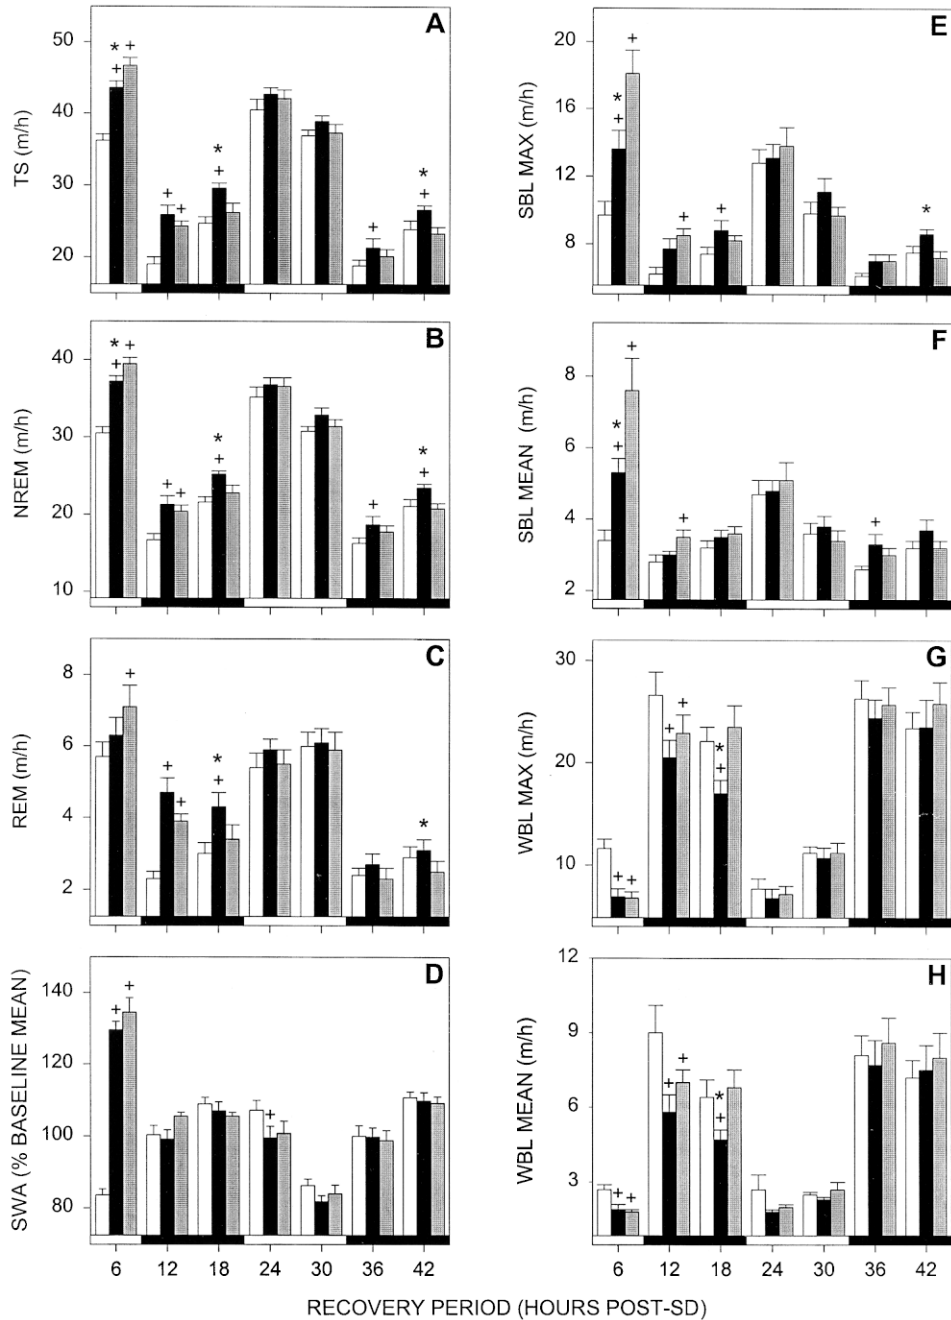 A
TS (m/h)
50
40
30
20
* + + + + * + + * +
B
NREM (m/h)
40
30
20
10
* + + + + * + + * +
C
REM (m/h)
8
6
4
2
+ + + * + *
D
SWA (% BASELINE MEAN)
140
120
100
80
+ + +
6 12 18 24 30 36 42
E
SBL MAX (m/h)
20
16
12
8
* + + + + *
F
SBL MEAN (m/h)
8
6
4
2
* + + + +
G
WBL MAX (m/h)
30
20
10
+ + + + * +
H
WBL MEAN (m/h)
12
9
6
3
+ + + + * +
6 12 18 24 30 36 42
RECOVERY PERIOD (HOURS POST-SD)